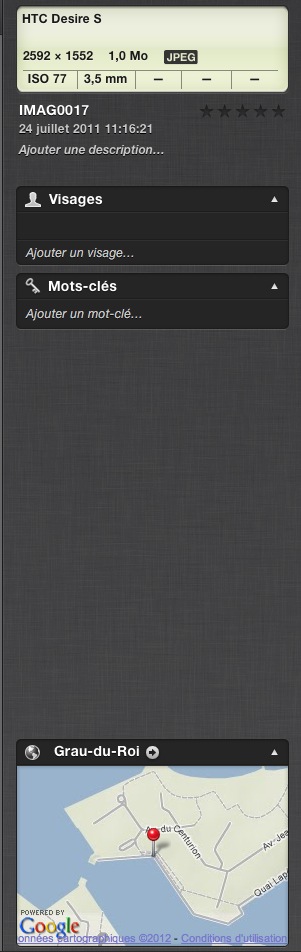 HTC Desire S
2592 × 1552 1,0 Mo JPEG
ISO 77 3,5 mm – – –
IMAG0017
24 juillet 2011 11:16:21
Ajouter une description…
Visages
Ajouter un visage…
Mots-clés
Ajouter un mot-clé…
Grau-du-Roi
du Centurion
Av.-Jea
Quai Lapé
POWERED BY
Google
onnées cartographiques ©2012 - Conditions d'utilisation